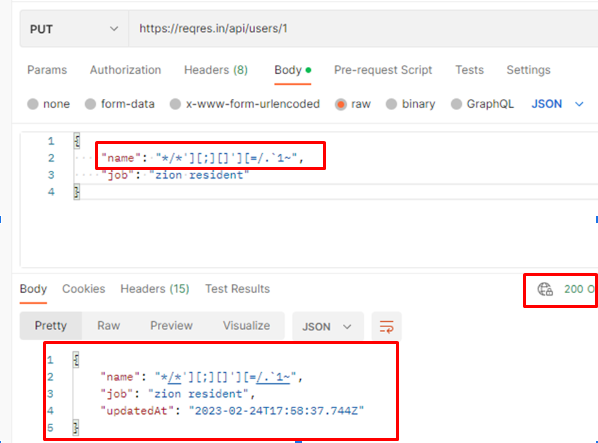 PUT https://reqres.in/api/users/1
Params Authorization Headers (8) Body Pre-request Script Tests Settings
none form-data x-www-form-urlencoded raw binary GraphQL JSON
1 {
2 "name": "*/*'][;][]'][=/.`1~",
3 "job": "zion resident"
4 }
Body Cookies Headers (15) Test Results 200 O
Pretty Raw Preview Visualize JSON
1 {
2 "name": "*/*'][;][]'][=/.`1~",
3 "job": "zion resident",
4 "updatedAt": "2023-02-24T17:58:37.744Z"
5 }